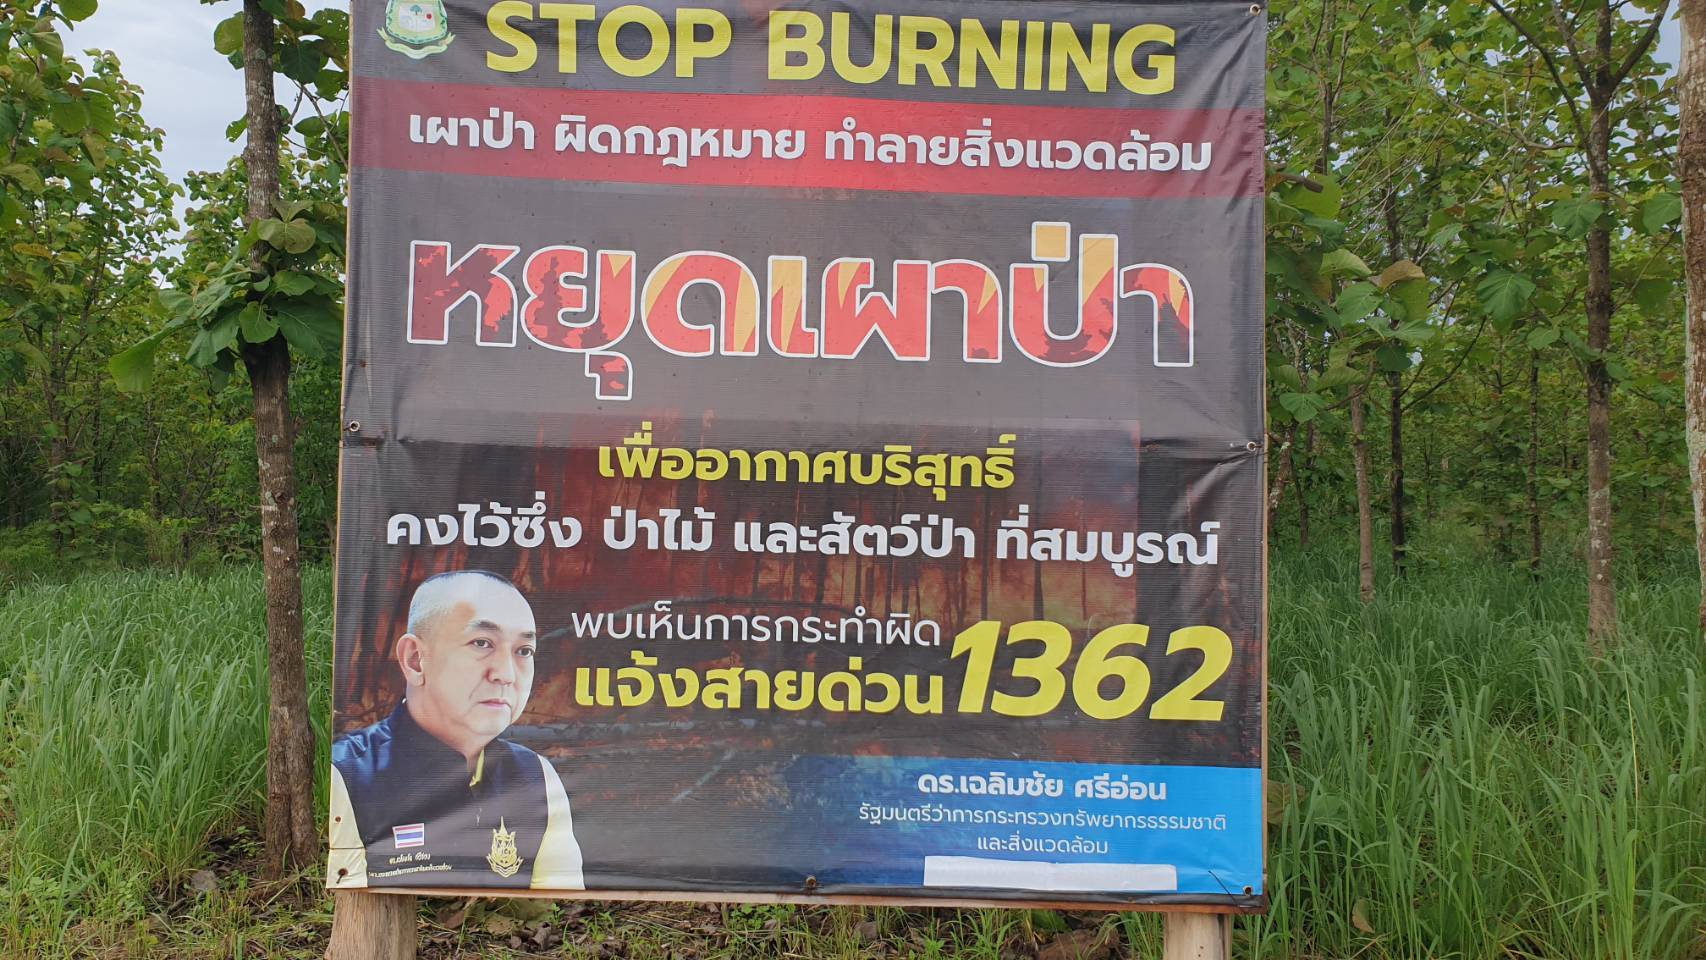 STOP BURNING
เผาป่า ผิดกฎหมาย ทำลายสิ่งแวดล้อม
หยุดเผาป่า
เพื่ออากาศบริสุทธิ์
คงไว้ซึ่ง ป่าไม้ และสัตว์ป่า ที่สมบูรณ์
พบเห็นการกระทำผิด
แจ้งสายด่วน 1362
ดร.เฉลิมชัย ศรีอ่อน
รัฐมนตรีว่าการกระทรวงทรัพยากรธรรมชาติ
และสิ่งแวดล้อม